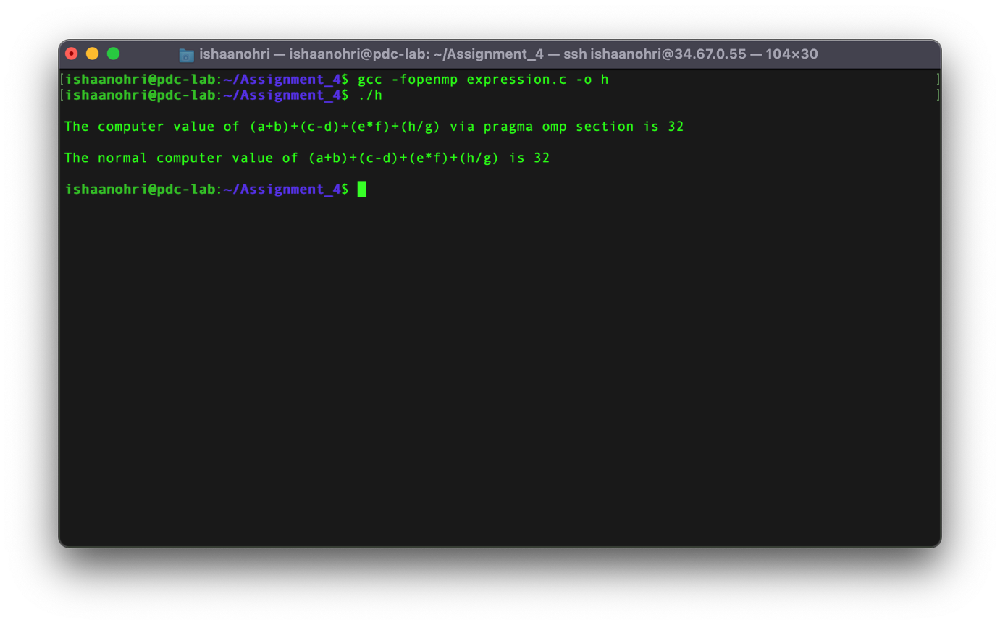 ishaanohri — ishaanohri@pdc-lab: ~/Assignment_4 — ssh ishaanohri@34.67.0.55 — 104×30
[ishaanohri@pdc-lab:~/Assignment_4$ gcc -fopenmp expression.c -o h ]
[ishaanohri@pdc-lab:~/Assignment_4$ ./h ]
The computer value of (a+b)+(c-d)+(e*f)+(h/g) via pragma omp section is 32
The normal computer value of (a+b)+(c-d)+(e*f)+(h/g) is 32
ishaanohri@pdc-lab:~/Assignment_4$